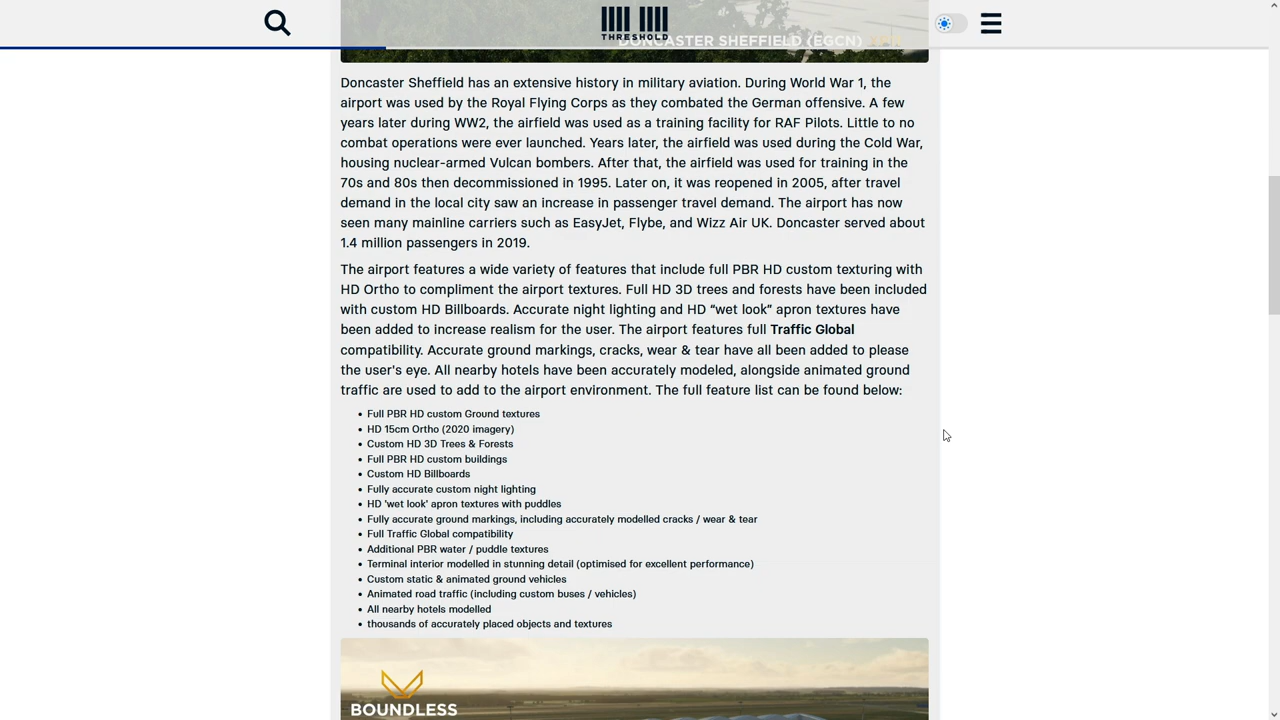 THRESHOLD
DONCASTER SHEFFIELD (EGCN)
Doncaster Sheffield has an extensive history in military aviation. During World War 1, the
airport was used by the Royal Flying Corps as they combated the German offensive. A few
years later during WW2, the airfield was used as a training facility for RAF Pilots. Little to no
combat operations were ever launched. Years later, the airfield was used during the Cold War,
housing nuclear-armed Vulcan bombers. After that, the airfield was used for training in the
70s and 80s then decommissioned in 1995. Later on, it was reopened in 2005, after travel
demand in the local city saw an increase in passenger travel demand. The airport has now
seen many mainline carriers such as EasyJet, Flybe, and Wizz Air UK. Doncaster served about
1.4 million passengers in 2019.
The airport features a wide variety of features that include full PBR HD custom texturing with
HD Ortho to compliment the airport textures. Full HD 3D trees and forests have been included
with custom HD Billboards. Accurate night lighting and HD “wet look” apron textures have
been added to increase realism for the user. The airport features full Traffic Global
compatibility. Accurate ground markings, cracks, wear & tear have all been added to please
the user's eye. All nearby hotels have been accurately modeled, alongside animated ground
traffic are used to add to the airport environment. The full feature list can be found below:
• Full PBR HD custom Ground textures
• HD 15cm Ortho (2020 imagery)
• Custom HD 3D Trees & Forests
• Full PBR HD custom buildings
• Custom HD Billboards
• Fully accurate custom night lighting
• HD 'wet look' apron textures with puddles
• Fully accurate ground markings, including accurately modelled cracks / wear & tear
• Full Traffic Global compatibility
• Additional PBR water / puddle textures
• Terminal interior modelled in stunning detail (optimised for excellent performance)
• Custom static & animated ground vehicles
• Animated road traffic (including custom buses / vehicles)
• All nearby hotels modelled
• thousands of accurately placed objects and textures
BOUNDLESS